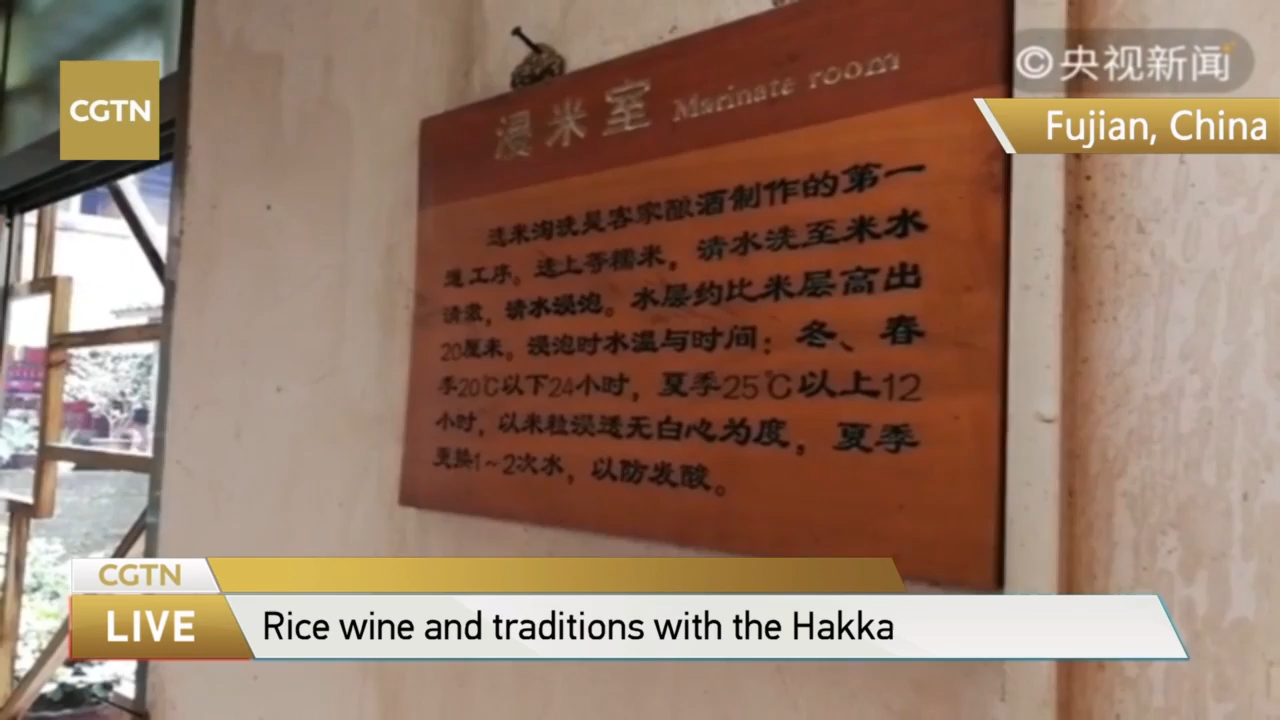 CGTN
©央视新闻
Fujian, China
浸米室 Marinate room
选米淘洗是客家酿酒制作的第一
道工序。选上等糯米，清水洗至米水
清澈，清水浸泡。水层约比米层高出
20厘米。浸泡时水温与时间：冬、春
季20℃以下24小时，夏季25℃以上12
小时，以米粒浸透无白心为度，夏季
更换1~2次水，以防发酸。
CGTN
LIVE
Rice wine and traditions with the Hakka